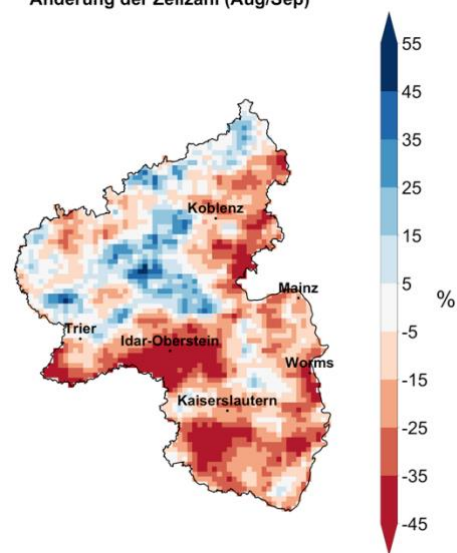 Änderung der Zellzahl (Aug/Sep)
55
45
35
25
15
5
-5
-15
-25
-35
-45
%
Koblenz
Mainz
Trier
Idar-Oberstein
Worms
Kaiserslautern